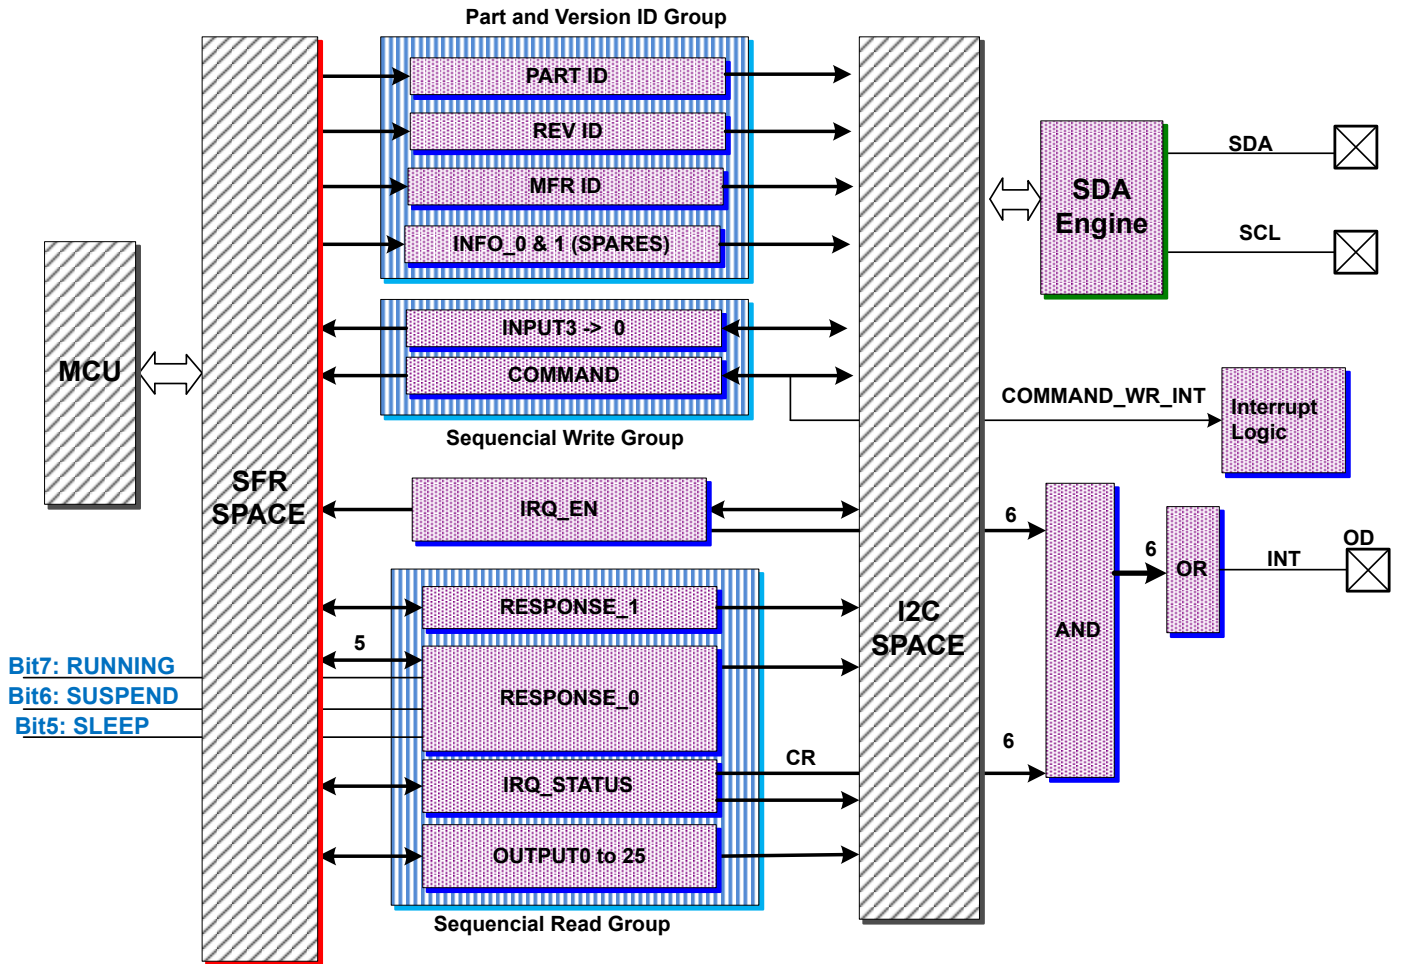 Part and Version ID Group
PART ID
REV ID
MFR ID
INFO_0 & 1 (SPARES)
SDA
Engine
SDA
SCL
MCU
SFR
SPACE
INPUT3 -> 0
COMMAND
Sequencial Write Group
COMMAND_WR_INT
Interrupt
Logic
IRQ_EN
6
6
OR
INT
OD
AND
I2C
SPACE
RESPONSE_1
5
RESPONSE_0
Bit7: RUNNING
Bit6: SUSPEND
Bit5: SLEEP
CR
6
IRQ_STATUS
OUTPUT0 to 25
Sequencial Read Group